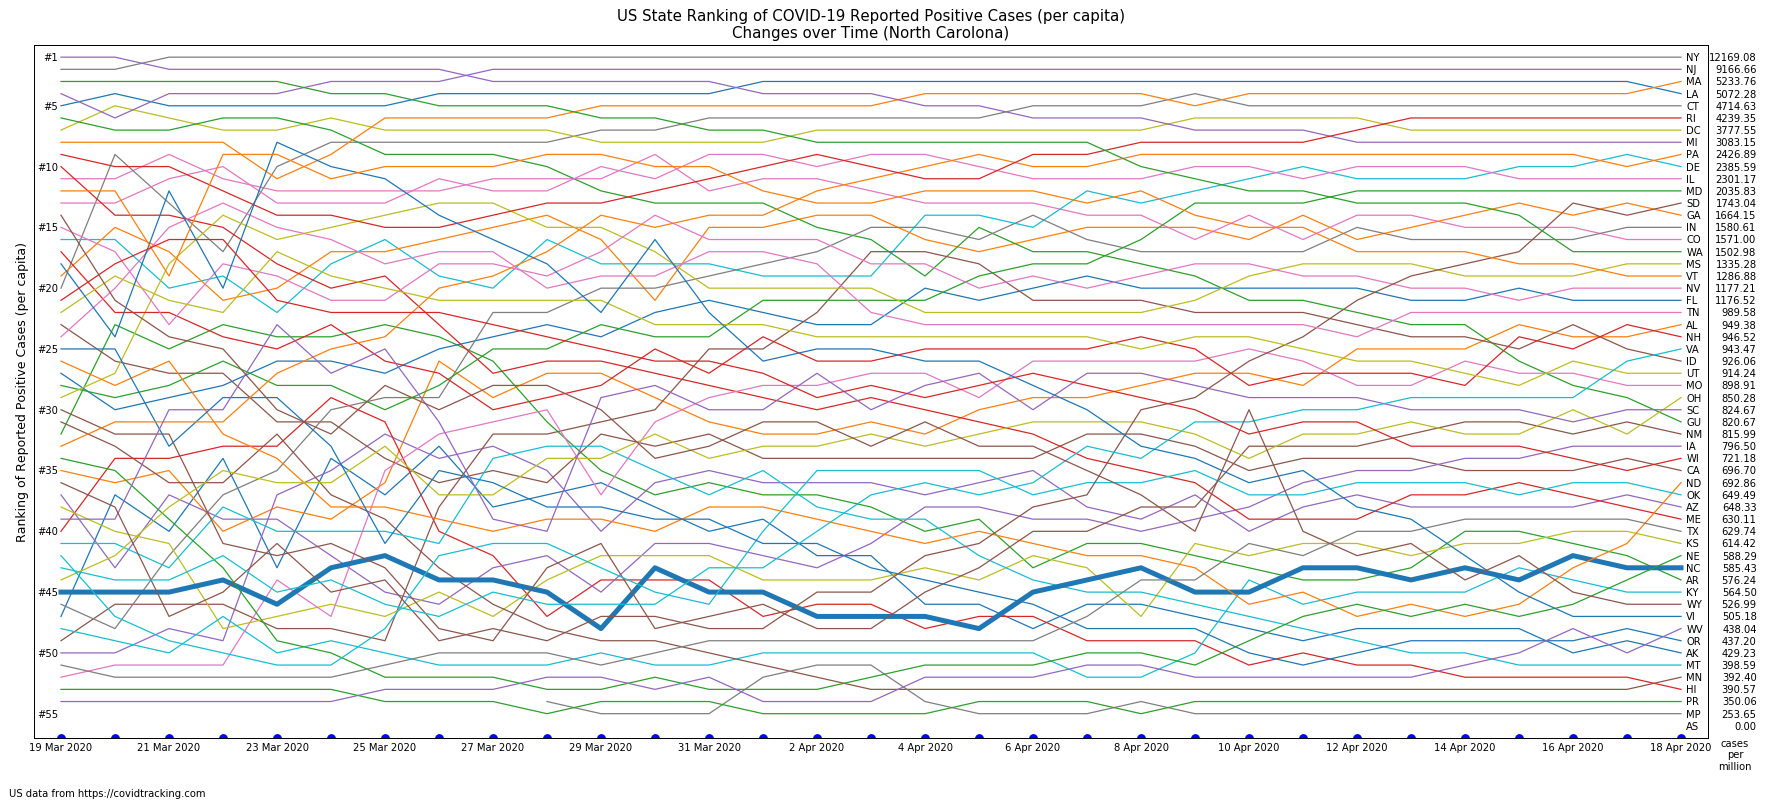 US State Ranking of COVID-19 Reported Positive Cases (per capita)
Changes over Time (North Carolona)
Ranking of Reported Positive Cases (per capita)
#1
#5
#10
#15
#20
#25
#30
#35
#40
#45
#50
#55
NY 12169.08
NJ 9166.66
MA 5233.76
LA 5072.28
CT 4714.63
RI 4239.35
DC 3777.55
MI 3083.15
PA 2426.89
DE 2385.59
IL 2301.17
MD 2035.83
SD 1743.04
GA 1664.15
IN 1580.61
CO 1571.00
WA 1502.98
MS 1335.28
VT 1286.88
NV 1177.21
FL 1176.52
TN 989.58
AL 949.38
NH 946.52
VA 943.47
ID 926.06
UT 914.24
MO 898.91
OH 850.28
SC 824.67
GU 820.67
NM 815.99
IA 796.50
WI 721.18
CA 696.70
ND 692.86
OK 649.49
AZ 648.33
ME 630.11
TX 629.74
KS 614.42
NE 588.29
NC 585.43
AR 576.24
KY 564.50
WY 526.99
VI 505.18
WV 438.04
OR 437.20
AK 429.23
MT 398.59
MN 392.40
HI 390.57
PR 350.06
MP 253.65
AS 0.00
19 Mar 2020 21 Mar 2020 23 Mar 2020 25 Mar 2020 27 Mar 2020 29 Mar 2020 31 Mar 2020 2 Apr 2020 4 Apr 2020 6 Apr 2020 8 Apr 2020 10 Apr 2020 12 Apr 2020 14 Apr 2020 16 Apr 2020 18 Apr 2020
cases
per
million
US data from https://covidtracking.com